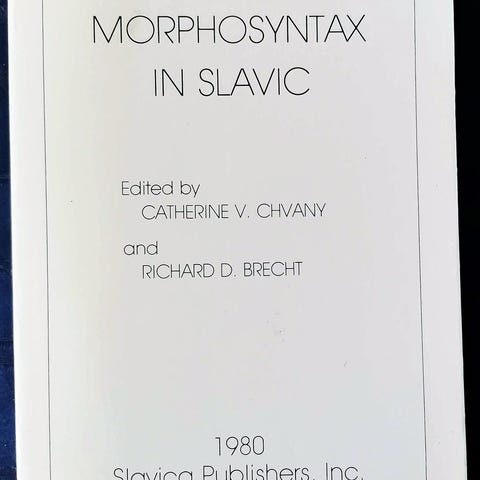 MORPHOSYNTAX
IN SLAVIC
Edited by
CATHERINE V. CHVANY
and
RICHARD D. BRECHT
1980
Slavica Publishers, Inc.